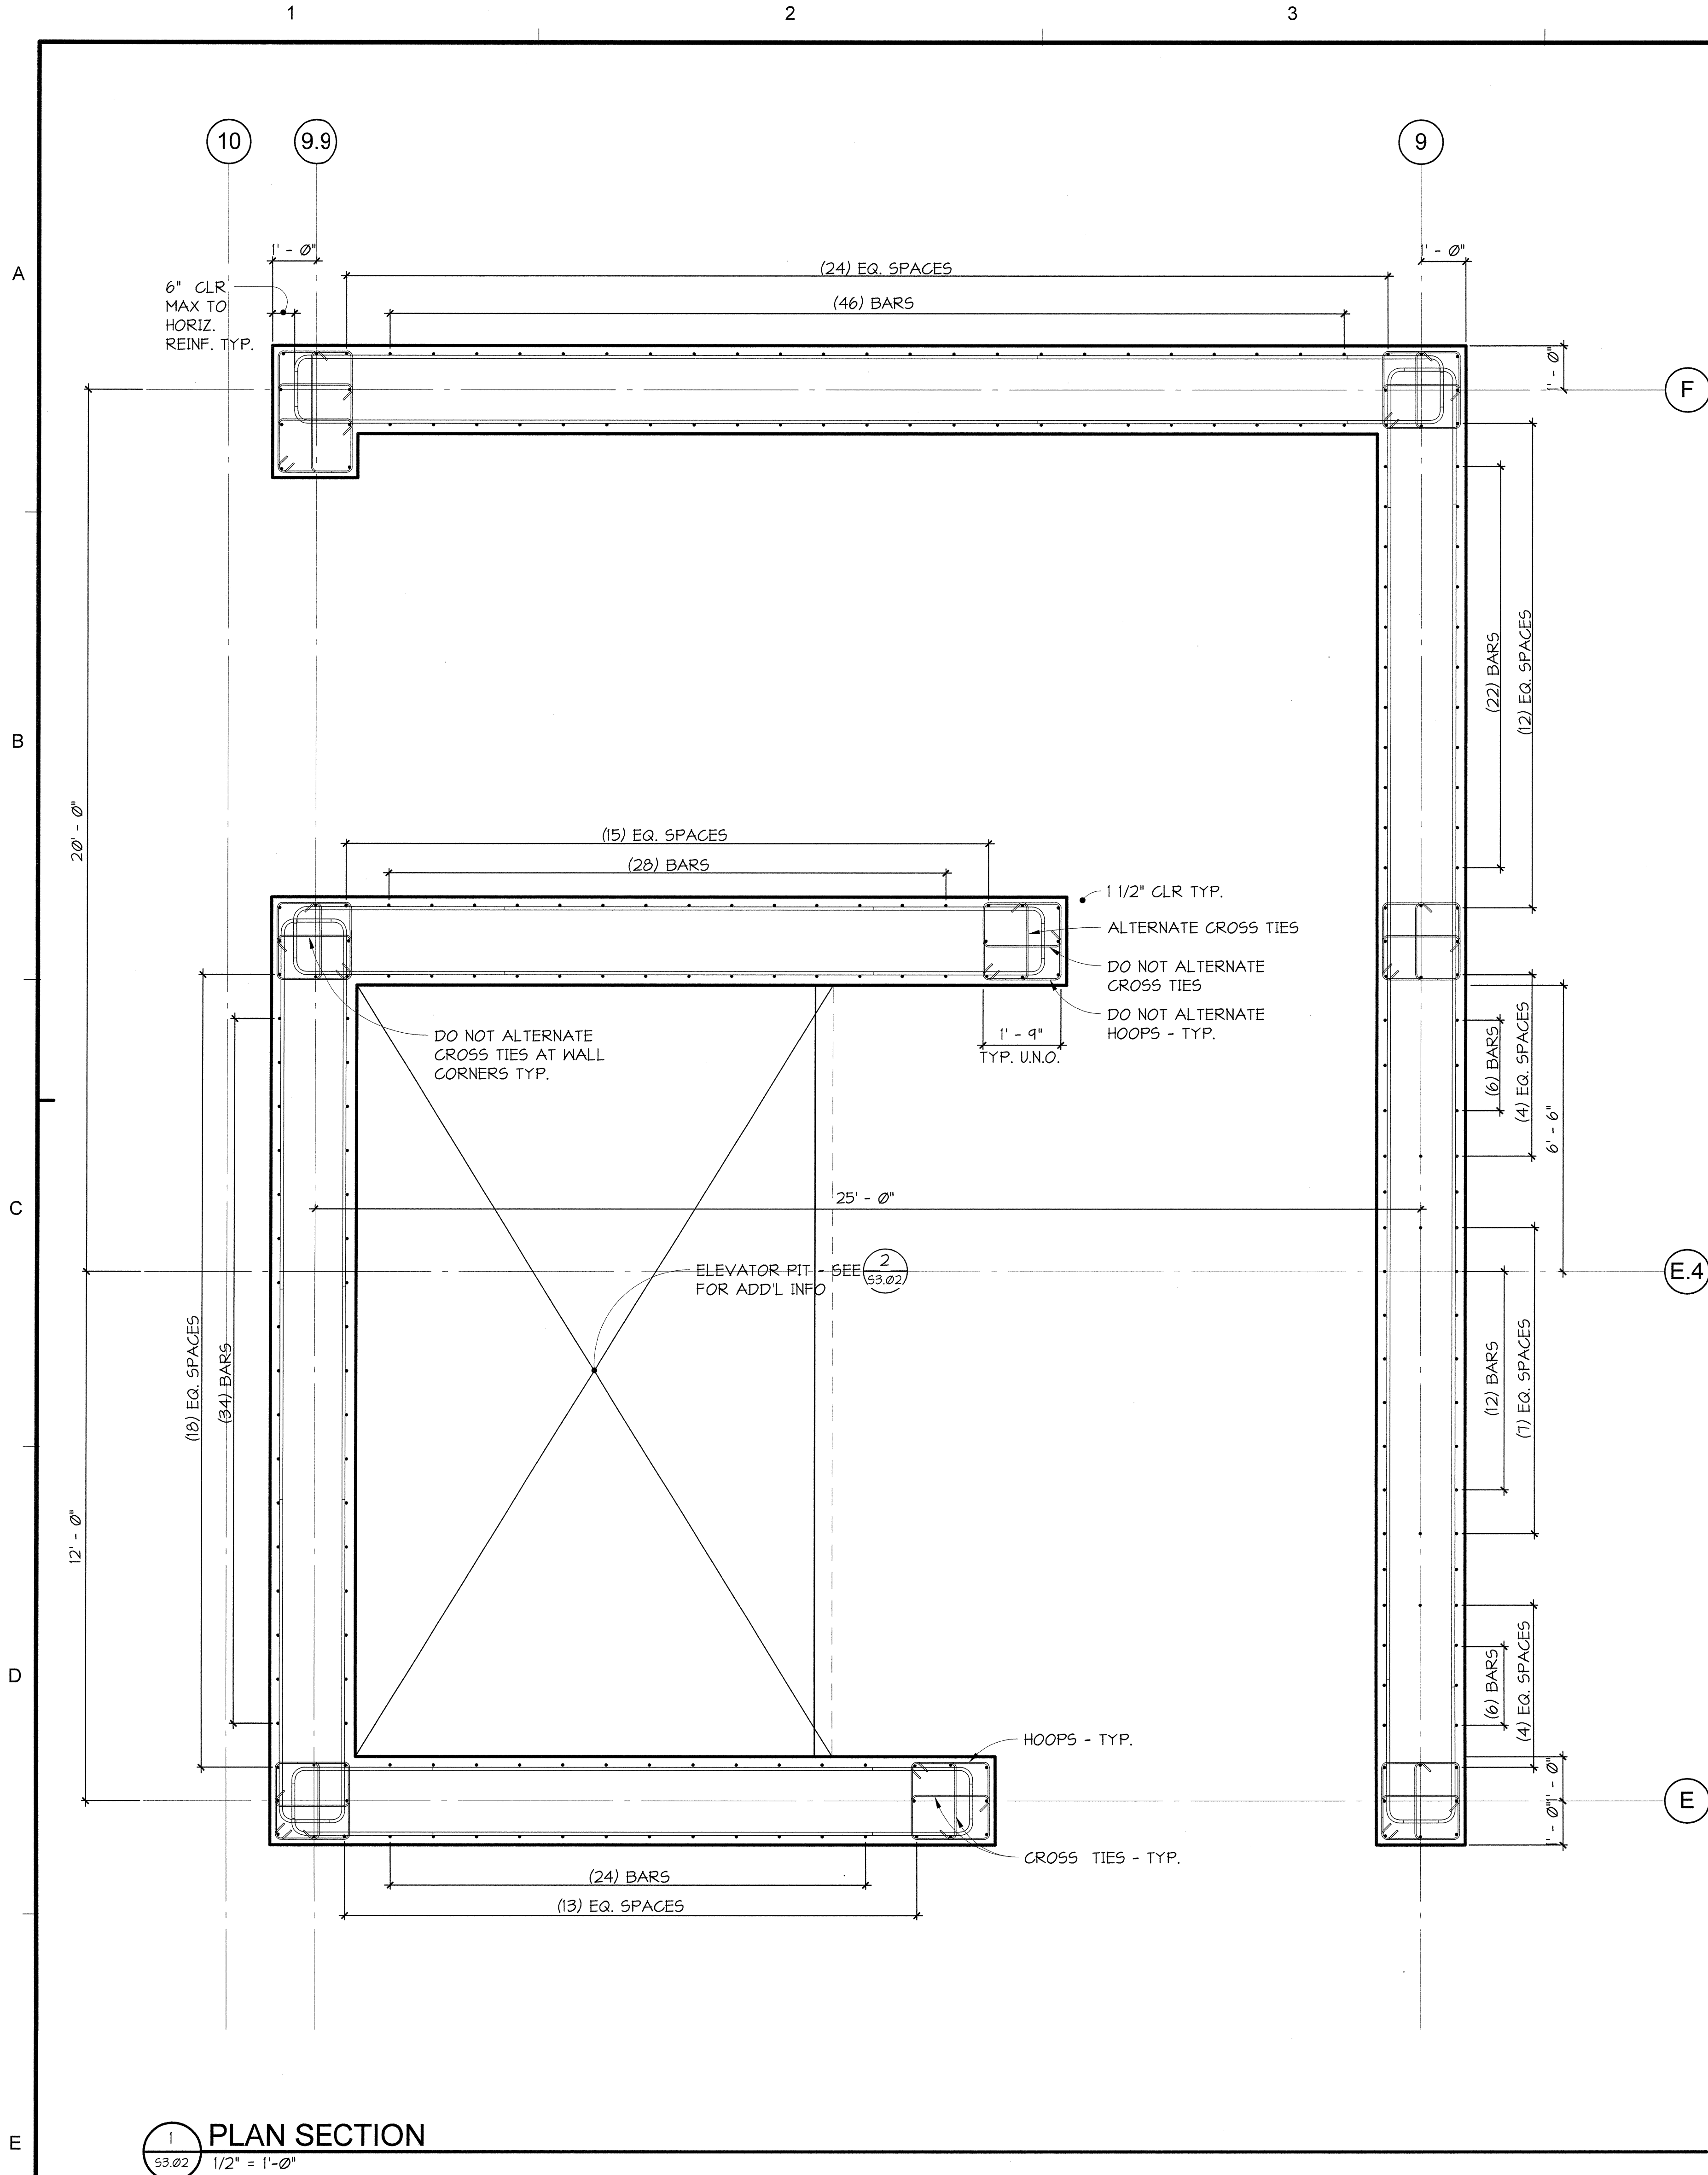 1 2 3
10 9.9 9
1' - 0" 1' - 0"
A
(24) EQ. SPACES
6" CLR
MAX TO
HORIZ.
REINF. TYP.
(46) BARS
1' - 0"
F
(22) BARS
(12) EQ. SPACES
B
20' - 0"
(15) EQ. SPACES
(28) BARS
1 1/2" CLR TYP.
ALTERNATE CROSS TIES
DO NOT ALTERNATE
CROSS TIES
DO NOT ALTERNATE
HOOPS - TYP.
1' - 9"
TYP. U.N.O.
DO NOT ALTERNATE
CROSS TIES AT WALL
CORNERS TYP.
(6) BARS
(4) EQ. SPACES
6' - 6"
C
25' - 0"
ELEVATOR PIT - SEE 2
S3.02
FOR ADD'L INFO
E.4
(18) EQ. SPACES
(34) BARS
(12) BARS
(7) EQ. SPACES
12' - 0"
D
(6) BARS
(4) EQ. SPACES
HOOPS - TYP.
1' - 0"
1' - 0"
E
CROSS TIES - TYP.
(24) BARS
(13) EQ. SPACES
E
1
S3.02
PLAN SECTION
1/2" = 1'-0"